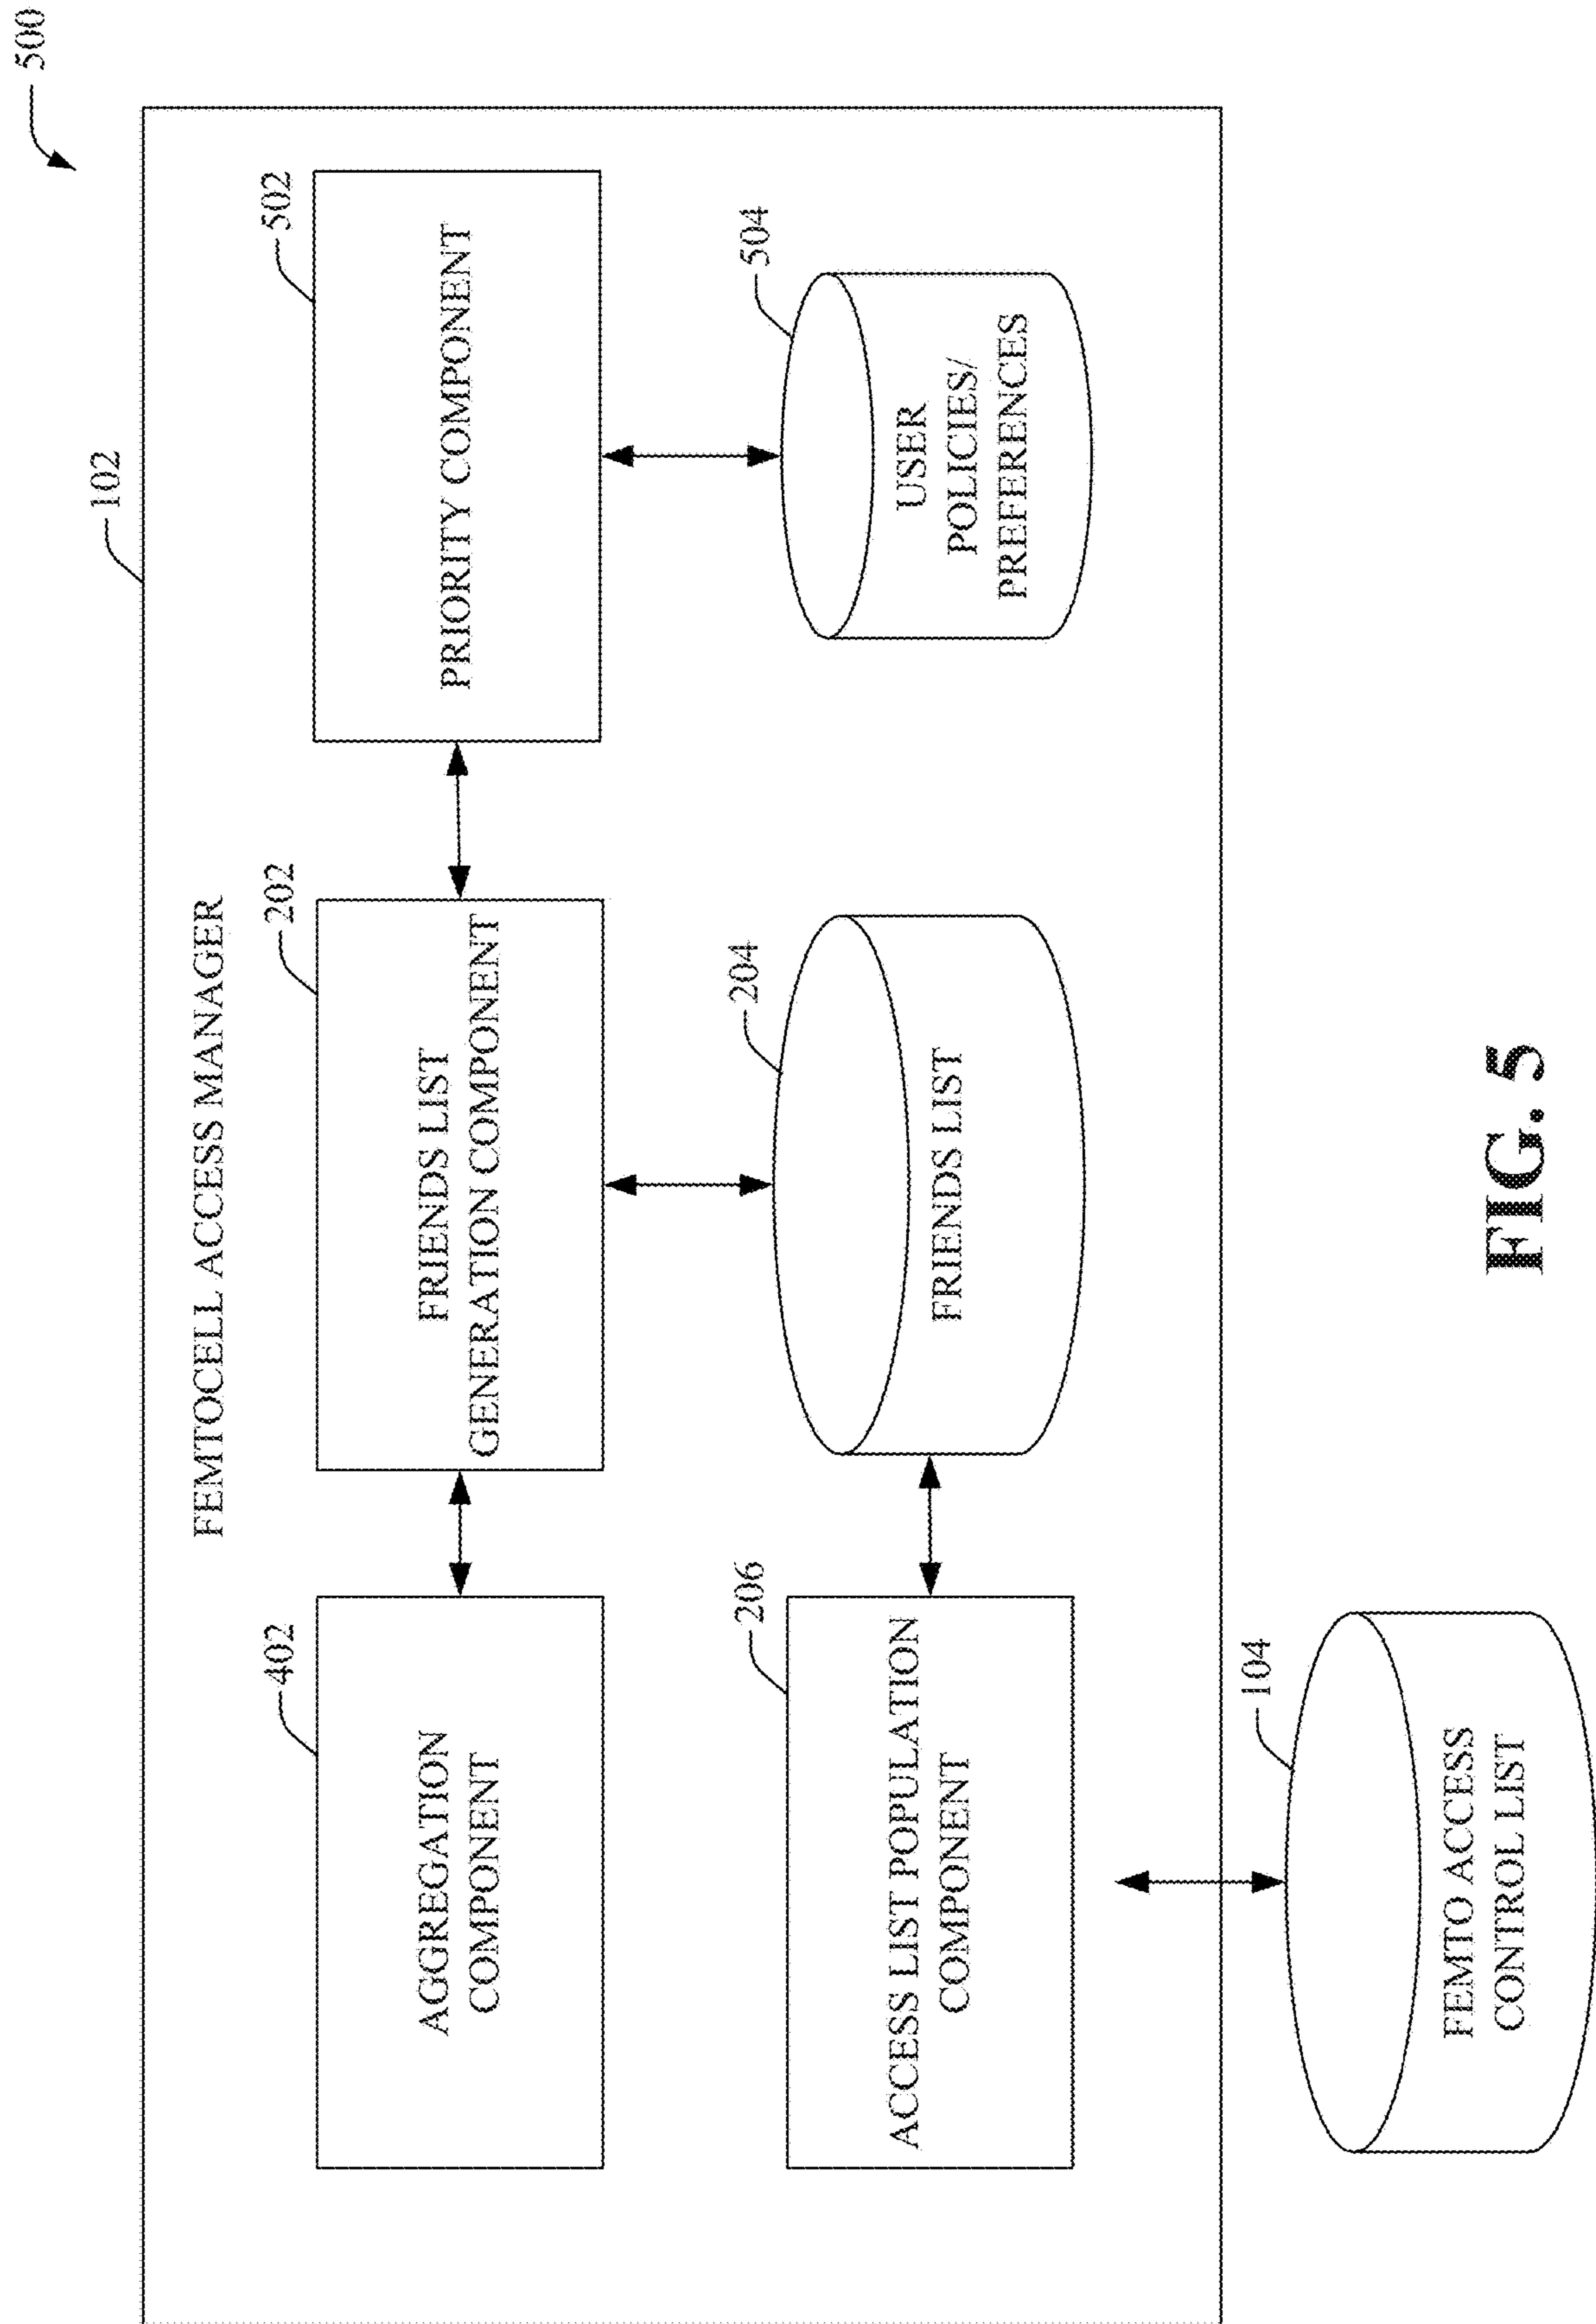 500
102
FEMTOCELL ACCESS MANAGER
402
202
502
AGGREGATION
COMPONENT
FRIENDS LIST
GENERATION COMPONENT
PRIORITY COMPONENT
206
204
504
ACCESS LIST POPULATION
COMPONENT
FRIENDS LIST
USER
POLICIES/
PREFERENCES
104
FEMTO ACCESS
CONTROL LIST
FIG. 5